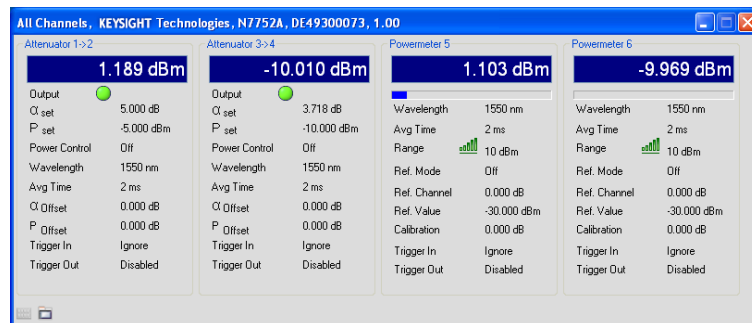 All Channels, KEYSIGHT Technologies, N7752A, DE49300073, 1.00
Attenuator 1->2
1.189 dBm
Output
α set 5.000 dB
P set -5.000 dBm
Power Control Off
Wavelength 1550 nm
Avg Time 2 ms
α Offset 0.000 dB
P Offset 0.000 dB
Trigger In Ignore
Trigger Out Disabled
Attenuator 3->4
-10.010 dBm
Output
α set 3.718 dB
P set -10.000 dBm
Power Control Off
Wavelength 1550 nm
Avg Time 2 ms
α Offset 0.000 dB
P Offset 0.000 dB
Trigger In Ignore
Trigger Out Disabled
Powermeter 5
1.103 dBm
Wavelength 1550 nm
Avg Time 2 ms
Range 10 dBm
Ref. Mode Off
Ref. Channel 0.000 dB
Ref. Value -30.000 dBm
Calibration 0.000 dB
Trigger In Ignore
Trigger Out Disabled
Powermeter 6
-9.969 dBm
Wavelength 1550 nm
Avg Time 2 ms
Range 10 dBm
Ref. Mode Off
Ref. Channel 0.000 dB
Ref. Value -30.000 dBm
Calibration 0.000 dB
Trigger In Ignore
Trigger Out Disabled